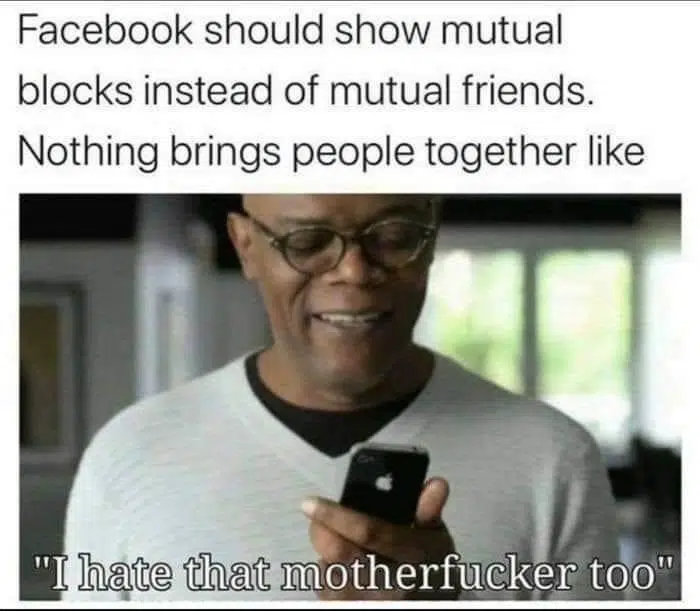 Facebook should show mutual
blocks instead of mutual friends.
Nothing brings people together like
"I hate that motherfucker too"